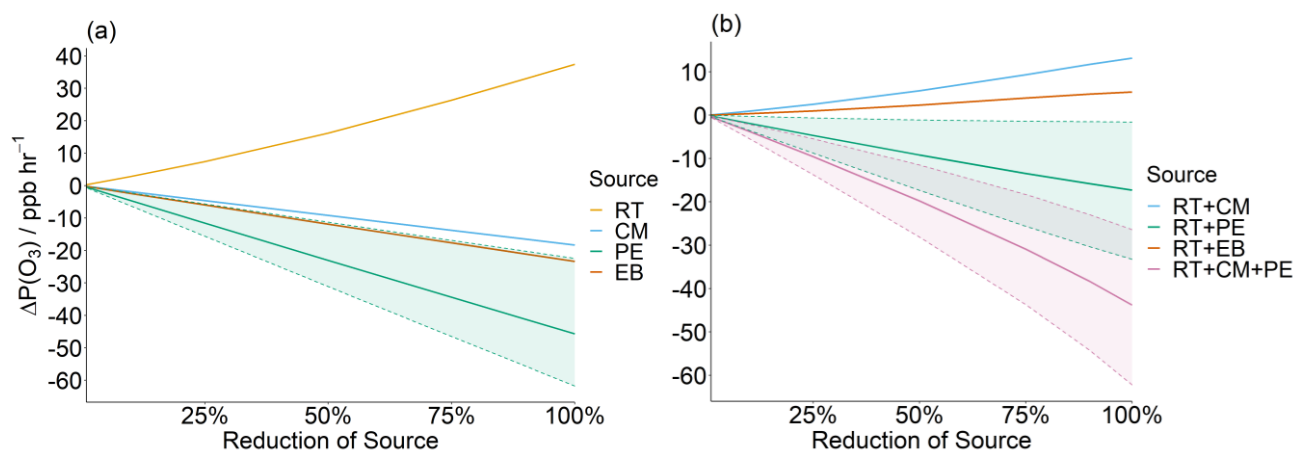 (a)
ΔP(O₃) / ppb hr⁻¹
40
30
20
10
0
-10
-20
-30
-40
-50
-60
25%
50%
75%
100%
Reduction of Source
Source
RT
CM
PE
EB
(b)
10
0
-10
-20
-30
-40
-50
-60
25%
50%
75%
100%
Reduction of Source
Source
RT+CM
RT+PE
RT+EB
RT+CM+PE